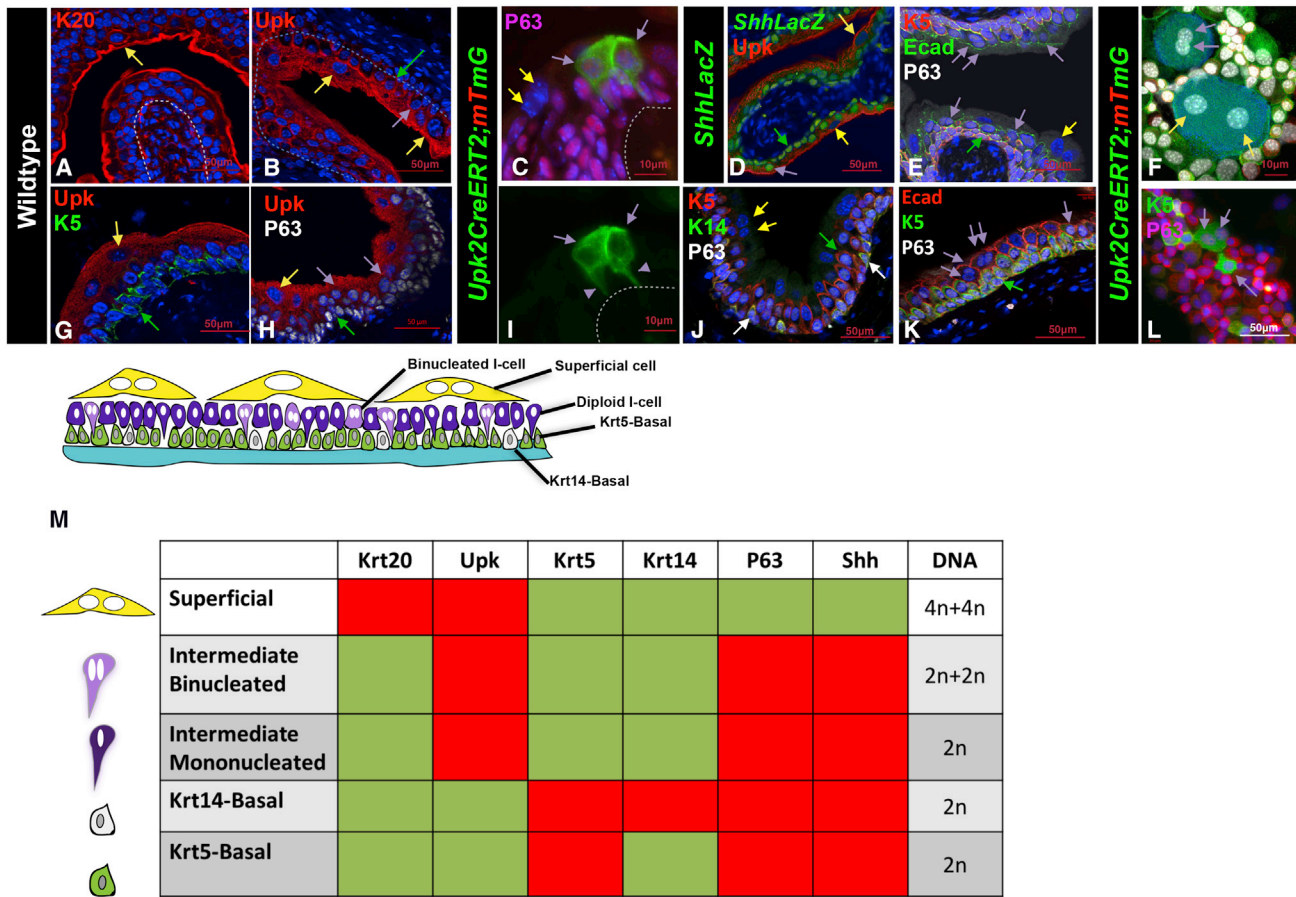 Wildtype
K20
A
50μm
Upk
B
50μm
Upk2CreERT2;mTmG
P63
C
10μm
ShhLacZ
ShhLacZ
Upk
D
50μm
K5
Ecad
P63
E
Upk2CreERT2;mTmG
F
10μm
Upk
K5
G
50μm
Upk
P63
H
50μm
I
10μm
K5
K14
P63
J
50μm
Ecad
K5
P63
K
50μm
K5
P63
L
50μm
Binucleated I-cell
Superficial cell
Diploid I-cell
Krt5-Basal
Krt14-Basal
M
Krt20 Upk Krt5 Krt14 P63 Shh DNA
Superficial 4n+4n
Intermediate
Binucleated 2n+2n
Intermediate
Mononucleated 2n
Krt14-Basal 2n
Krt5-Basal 2n